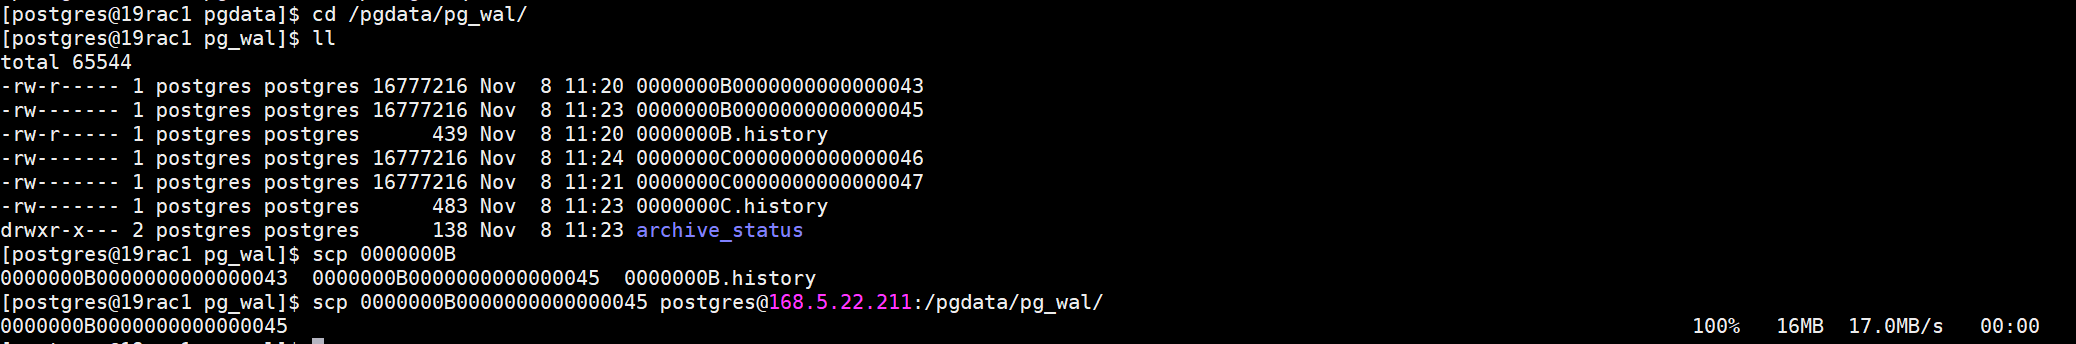 [postgres@19rac1 pgdata]$ cd /pgdata/pg_wal/
[postgres@19rac1 pg_wal]$ ll
total 65544
-rw-r----- 1 postgres postgres 16777216 Nov  8 11:20 0000000B0000000000000043
-rw------- 1 postgres postgres 16777216 Nov  8 11:23 0000000B0000000000000045
-rw-r----- 1 postgres postgres      439 Nov  8 11:20 0000000B.history
-rw------- 1 postgres postgres 16777216 Nov  8 11:24 0000000C0000000000000046
-rw------- 1 postgres postgres 16777216 Nov  8 11:21 0000000C0000000000000047
-rw------- 1 postgres postgres      483 Nov  8 11:23 0000000C.history
drwxr-x--- 2 postgres postgres      138 Nov  8 11:23 archive_status
[postgres@19rac1 pg_wal]$ scp 0000000B
0000000B0000000000000043  0000000B0000000000000045  0000000B.history
[postgres@19rac1 pg_wal]$ scp 0000000B0000000000000045 postgres@168.5.22.211:/pgdata/pg_wal/
0000000B0000000000000045 100%   16MB  17.0MB/s   00:00